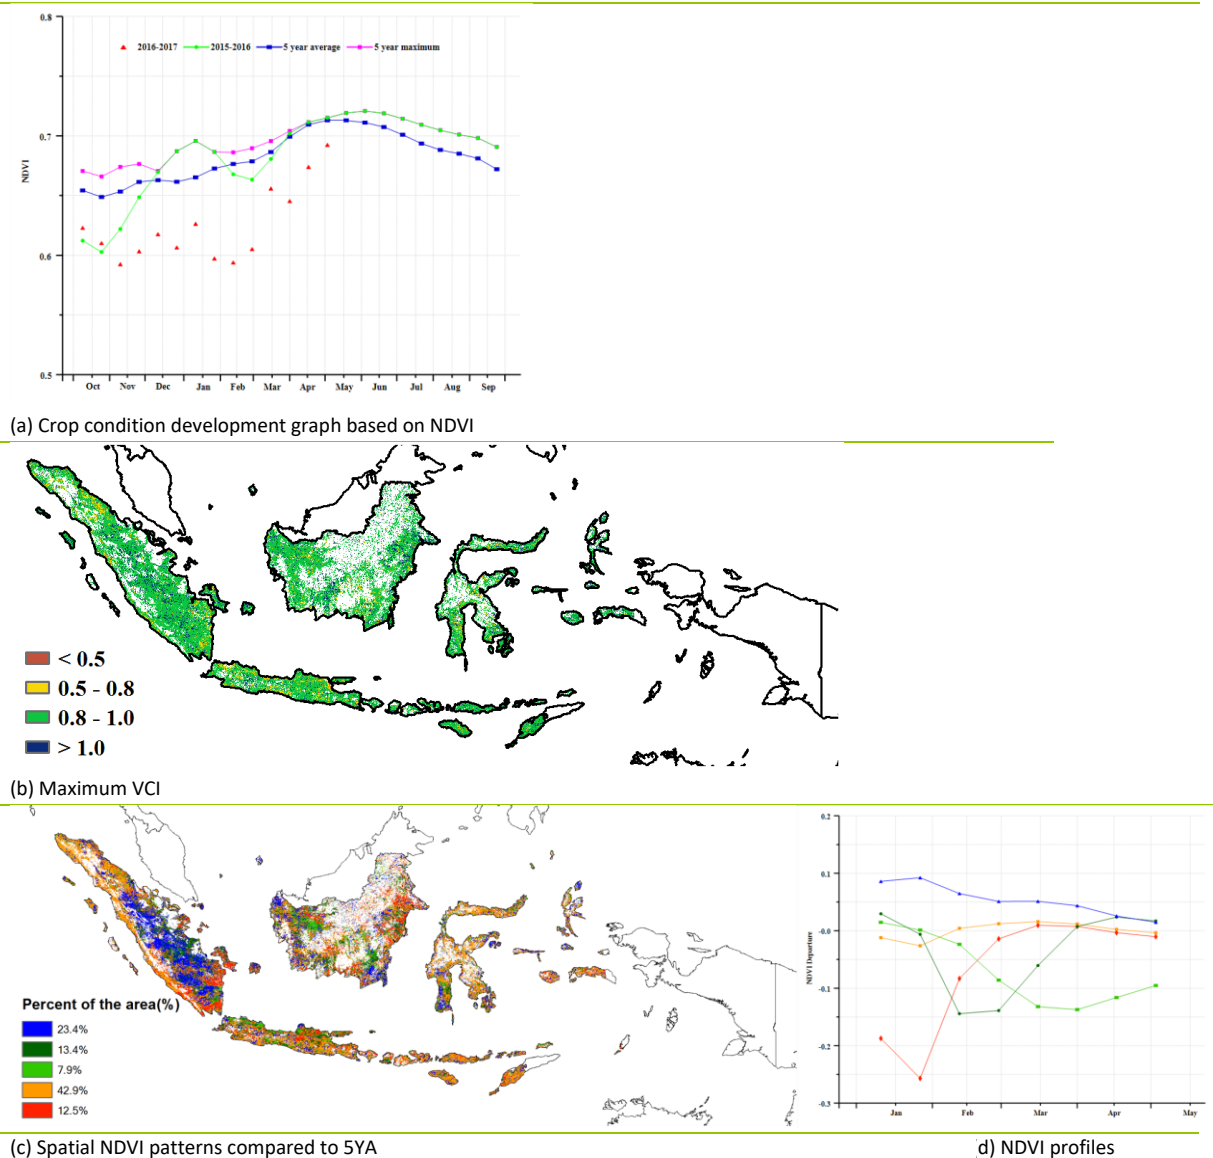 0.8
2016-2017 2015-2016 5 year average 5 year maximum
0.7
NDVI
0.6
0.5
Oct Nov Dec Jan Feb Mar Apr May Jun Jul Aug Sep
(a) Crop condition development graph based on NDVI
< 0.5
0.5 - 0.8
0.8 - 1.0
> 1.0
(b) Maximum VCI
Percent of the area(%)
23.4%
13.4%
7.9%
42.9%
12.5%
0.2
0.1
-0.0
NDVI Departure
-0.1
-0.2
-0.3
Jan Feb Mar Apr May
(c) Spatial NDVI patterns compared to 5YA
d) NDVI profiles